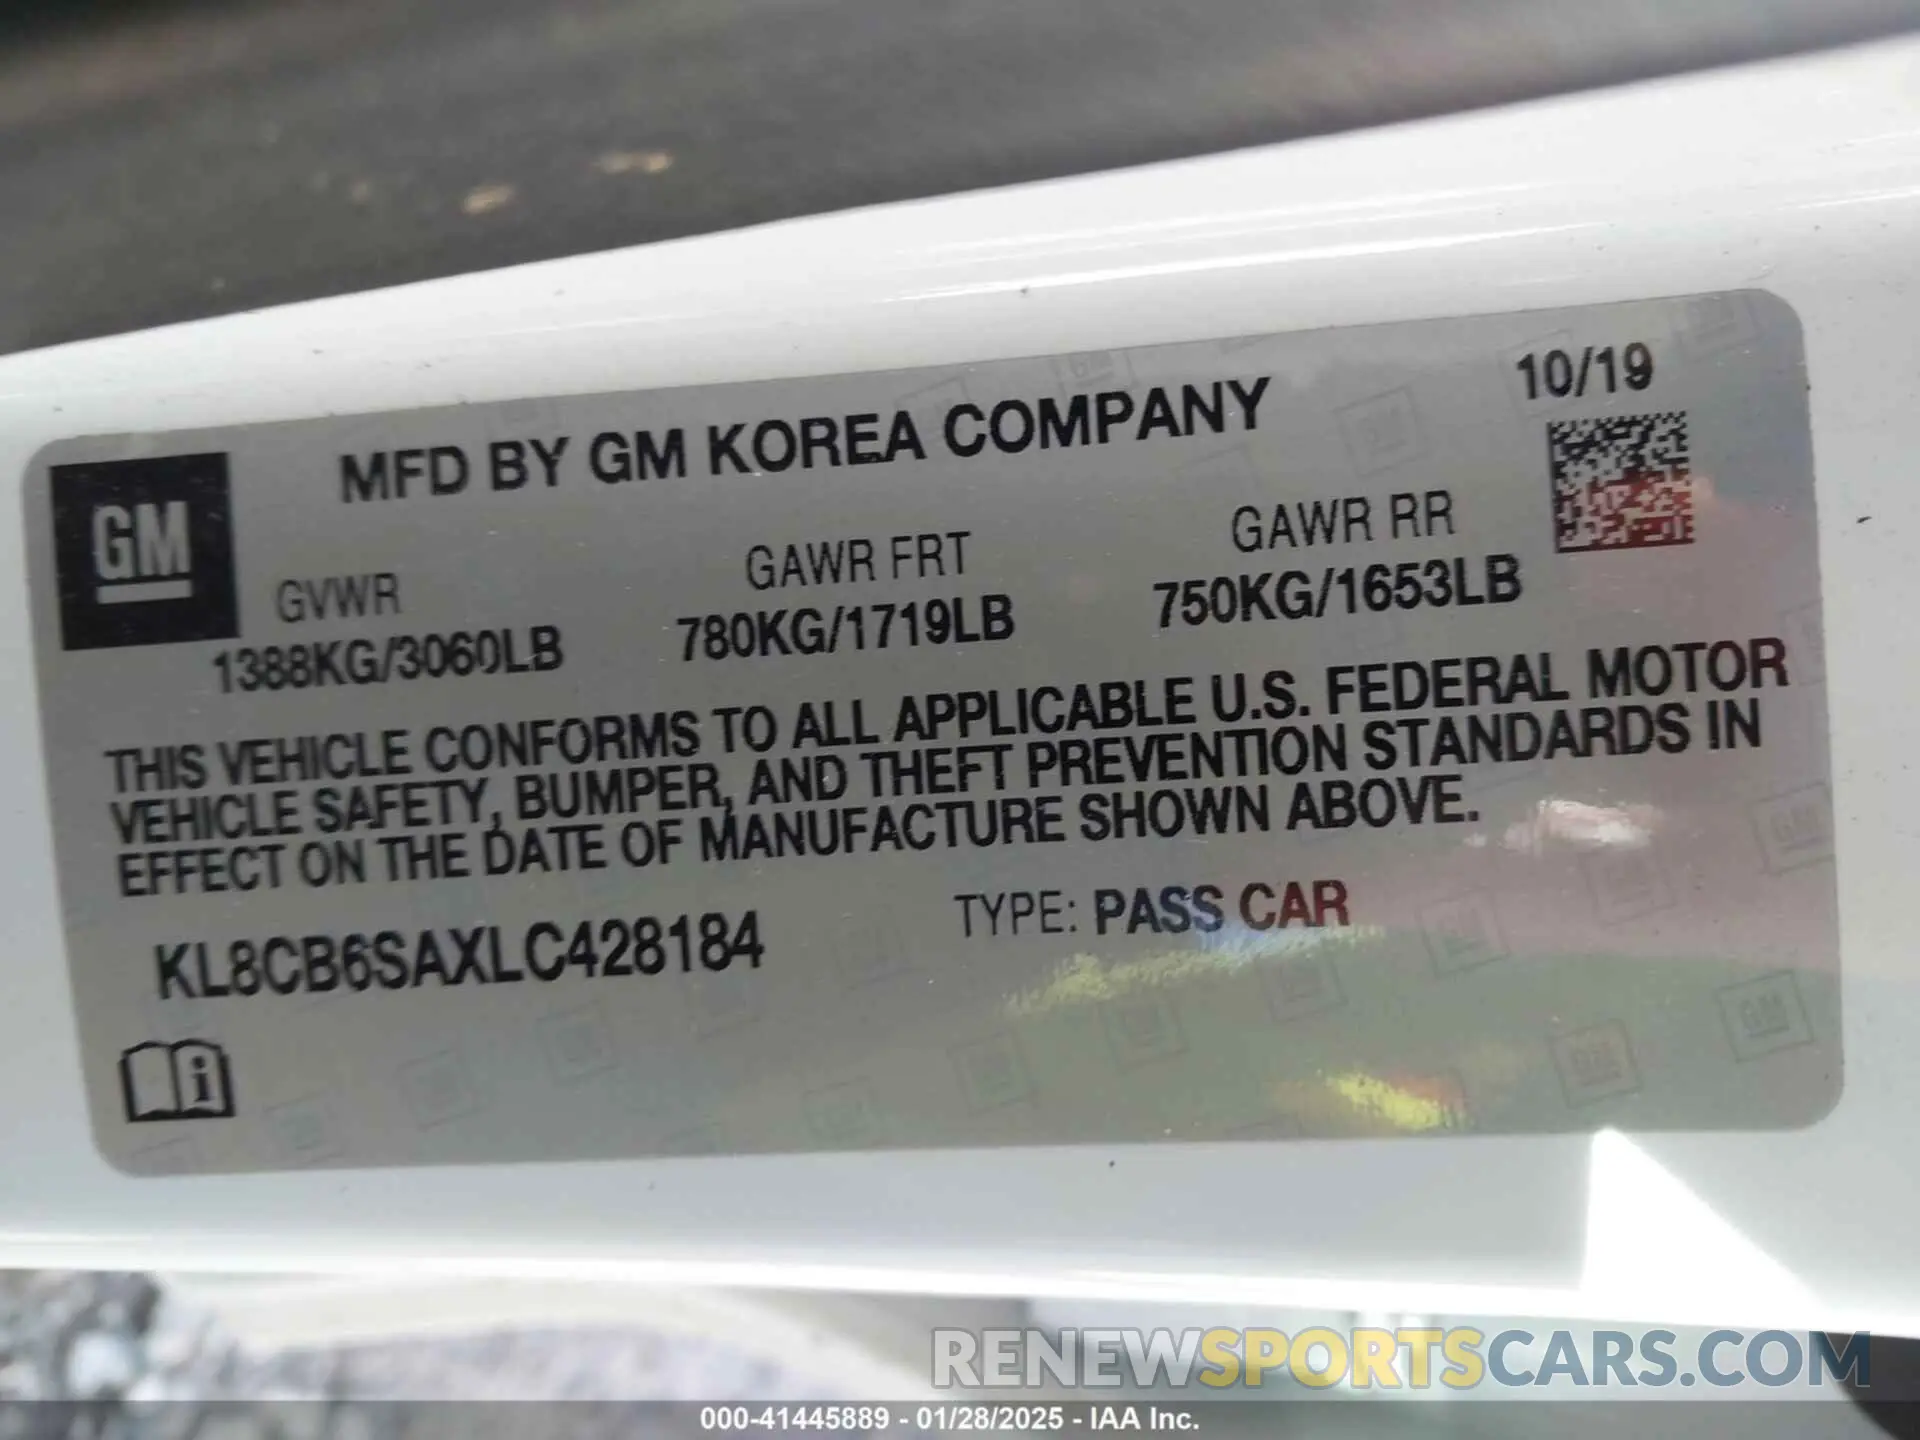 MFD BY GM KOREA COMPANY
10/19
GM
GVWR
GAWR FRT
GAWR RR
1388KG/3060LB
780KG/1719LB
750KG/1653LB
THIS VEHICLE CONFORMS TO ALL APPLICABLE U.S. FEDERAL MOTOR
VEHICLE SAFETY, BUMPER, AND THEFT PREVENTION STANDARDS IN
EFFECT ON THE DATE OF MANUFACTURE SHOWN ABOVE.
KL8CB6SAXLC428184
TYPE: PASS CAR
RENEWSPORTSCARS.COM
000-41445889 - 01/28/2025 - IAA Inc.